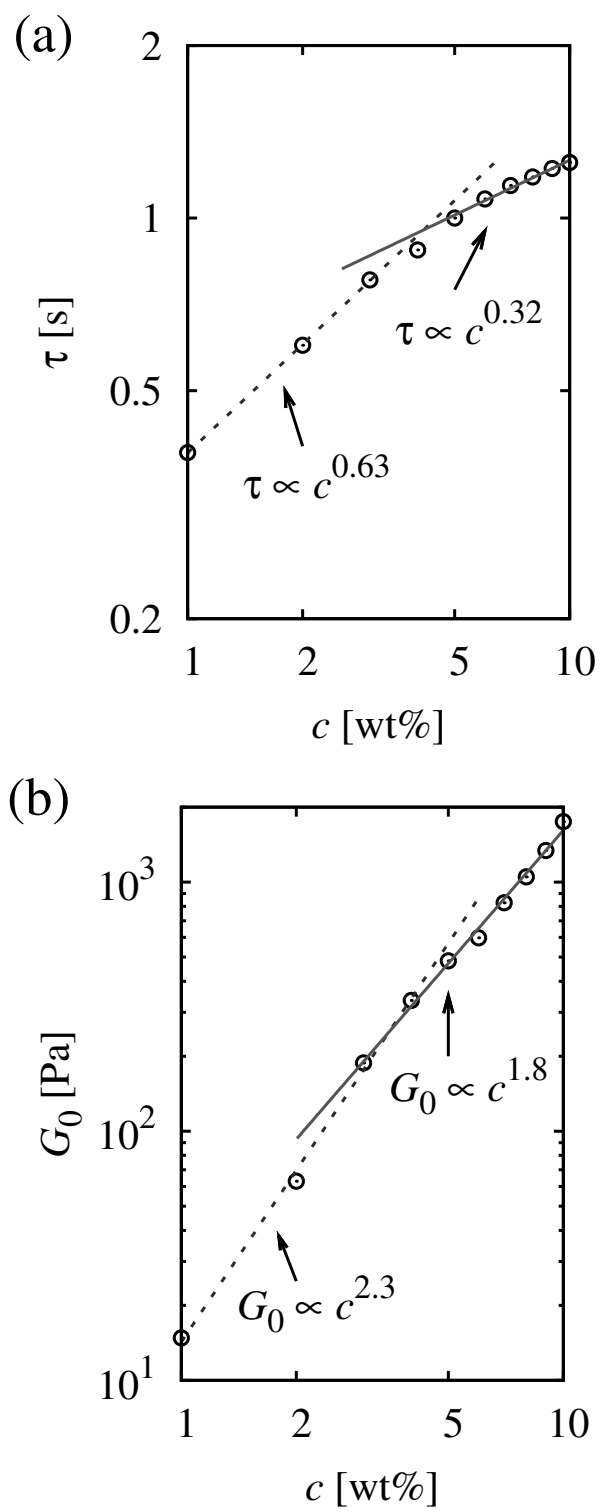 (a)
2
1
0.5
0.2
τ [s]
τ ∝ c^0.32
τ ∝ c^0.63
1 2 5 10
c [wt%]
(b)
10^3
10^2
10^1
G_0 [Pa]
G_0 ∝ c^1.8
G_0 ∝ c^2.3
1 2 5 10
c [wt%]